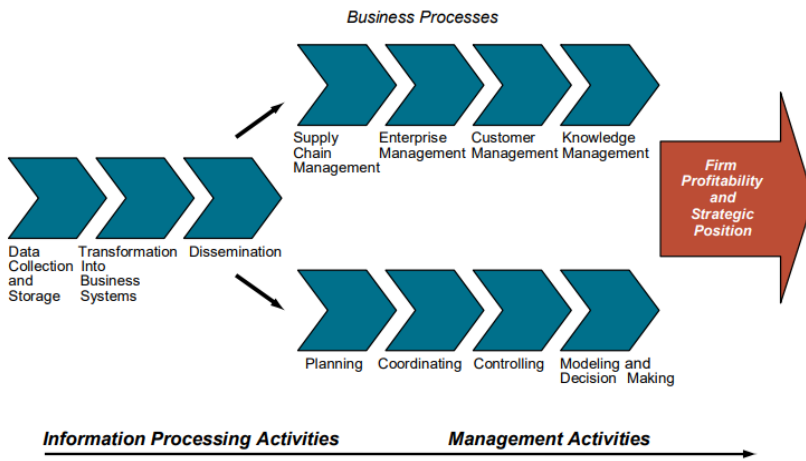 Business Processes
Supply
Chain
Management
Enterprise
Management
Customer
Management
Knowledge
Management
Firm
Profitability
and
Strategic
Position
Data
Collection
and
Storage
Transformation
Into
Business
Systems
Dissemination
Planning
Coordinating
Controlling
Modeling and
Decision Making
Information Processing Activities
Management Activities